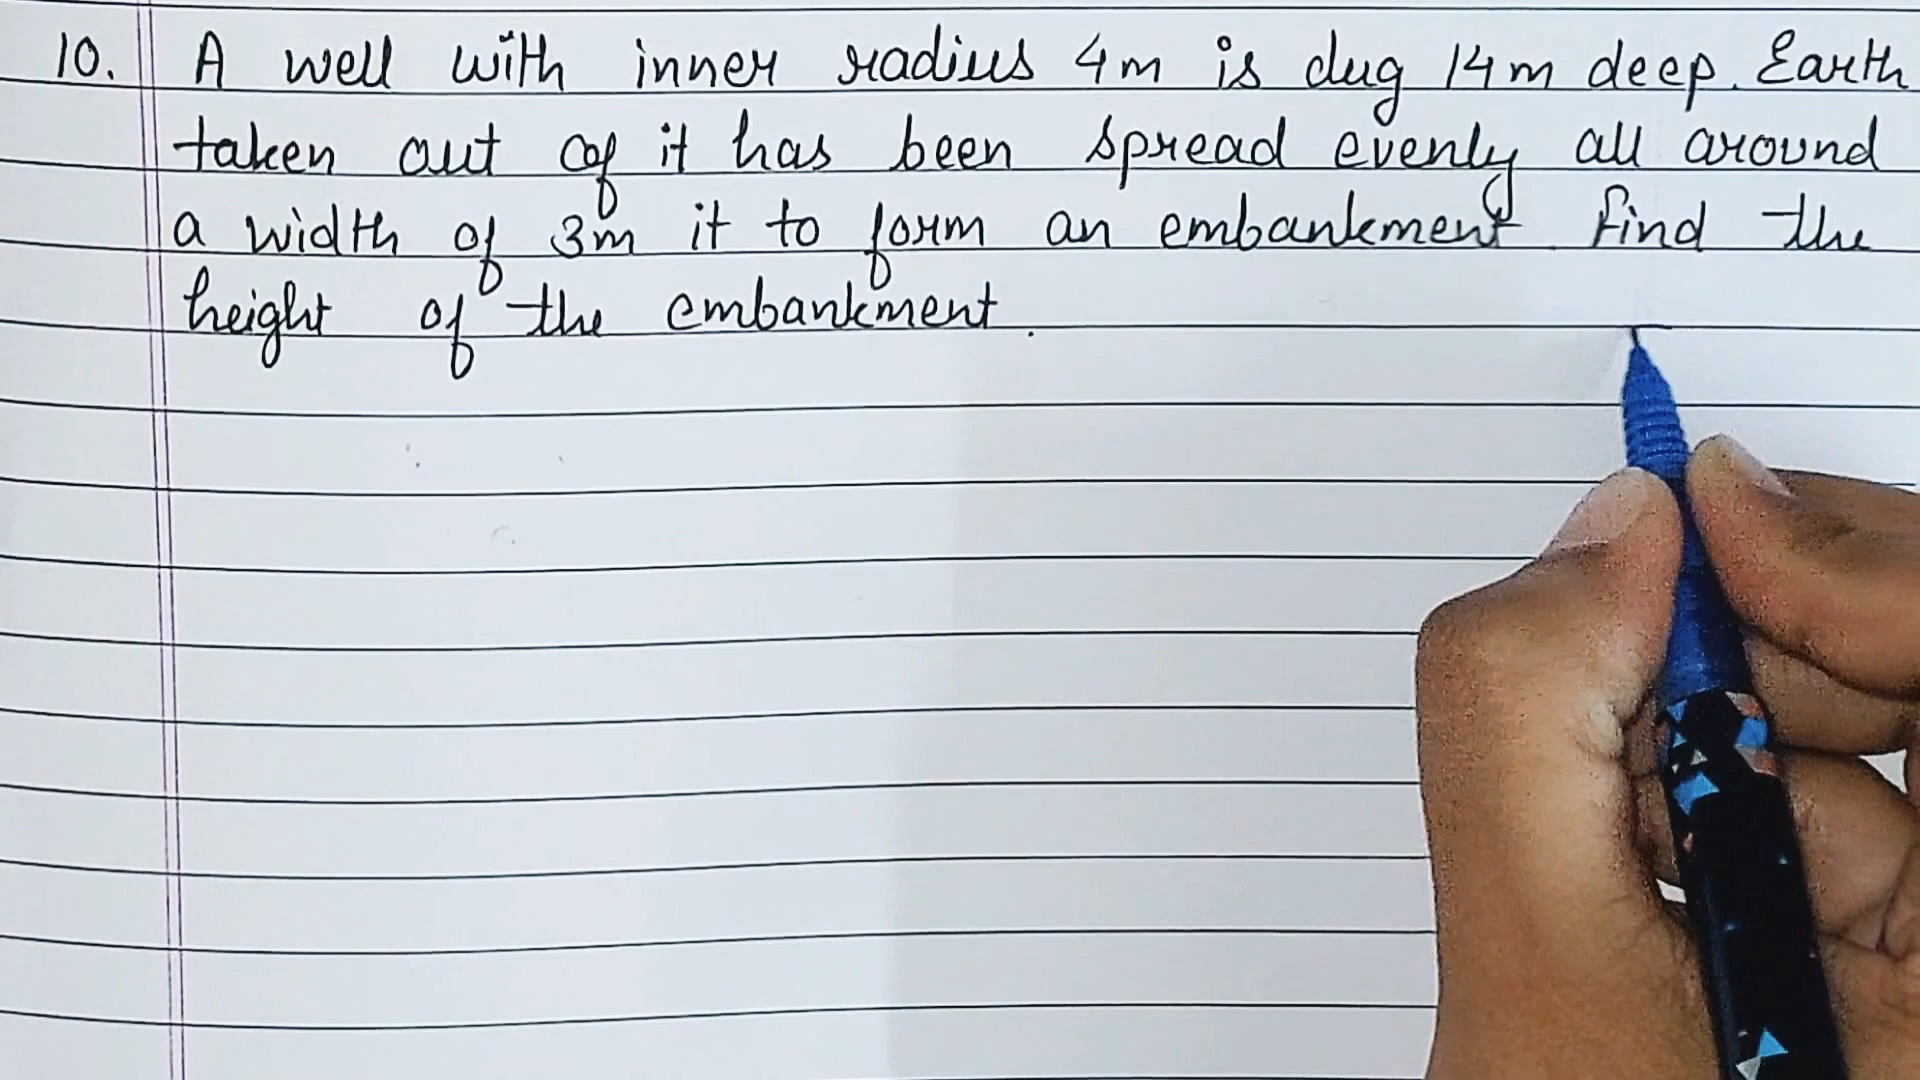 10. A well with inner radius 4m is dug 14m deep. Earth
taken out of it has been spread evenly all around
a width of 3m it to form an embankment. Find the
height of the embankment.